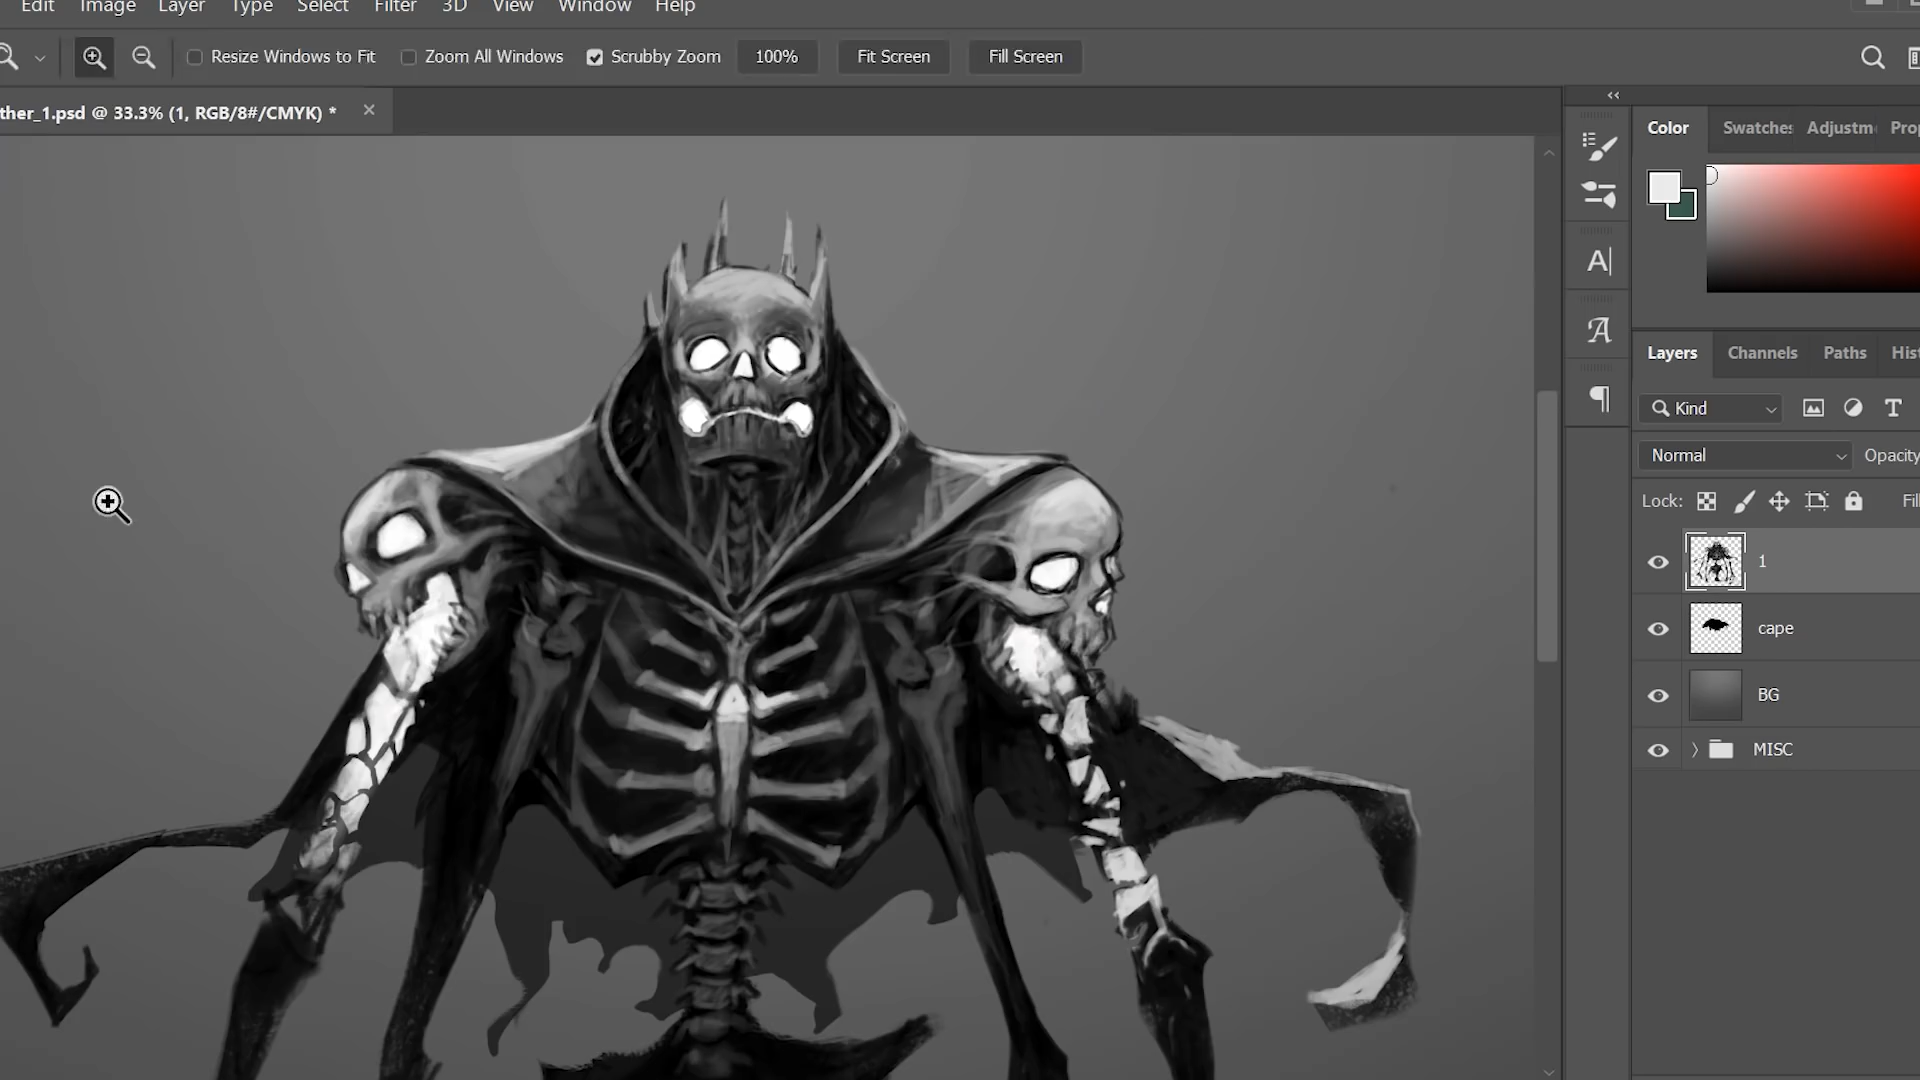 Edit Image Layer Type Select Filter 3D View Window Help
Resize Windows to Fit Zoom All Windows Scrubby Zoom 100% Fit Screen Fill Screen
ther_1.psd @ 33.3% (1, RGB/8#/CMYK) *
Color Swatches Adjustm Pro
Layers Channels Paths Hist
Kind
Normal Opacity
Lock: Fil
1
cape
BG
MISC